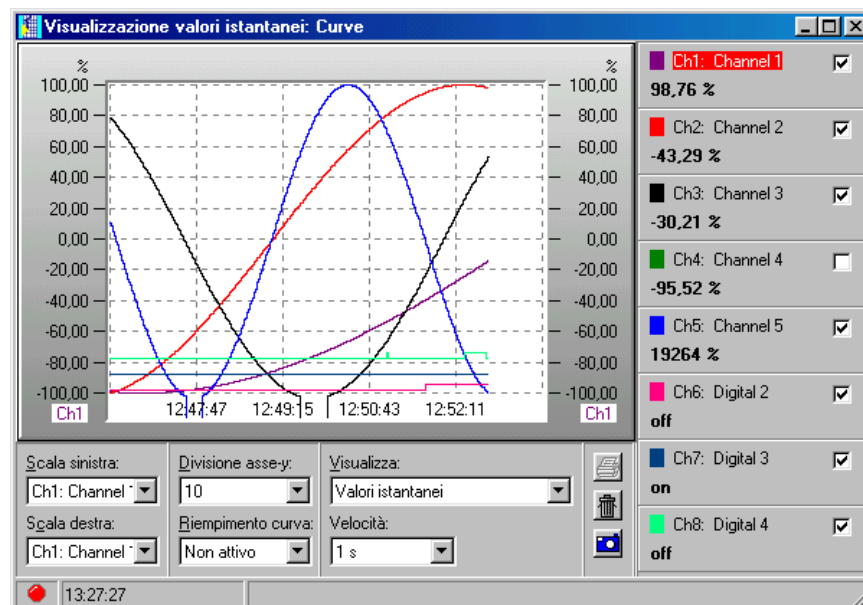 Visualizzazione valori istantanei: Curve
% %
100,00 100,00
80,00 80,00
60,00 60,00
40,00 40,00
20,00 20,00
0,00 0,00
-20,00 -20,00
-40,00 -40,00
-60,00 -60,00
-80,00 -80,00
-100,00 -100,00
12:47:47 12:49:15 12:50:43 12:52:11
Ch1 Ch1
Ch1: Channel 1
98,76 %
Ch2: Channel 2
-43,29 %
Ch3: Channel 3
-30,21 %
Ch4: Channel 4
-95,52 %
Ch5: Channel 5
19264 %
Ch6: Digital 2
off
Ch7: Digital 3
on
Ch8: Digital 4
off
Scala sinistra: Divisione asse-y: Visualizza:
Ch1: Channel 10 Valori istantanei
Scala destra: Riempimento curva: Velocità:
Ch1: Channel Non attivo 1 s
13:27:27